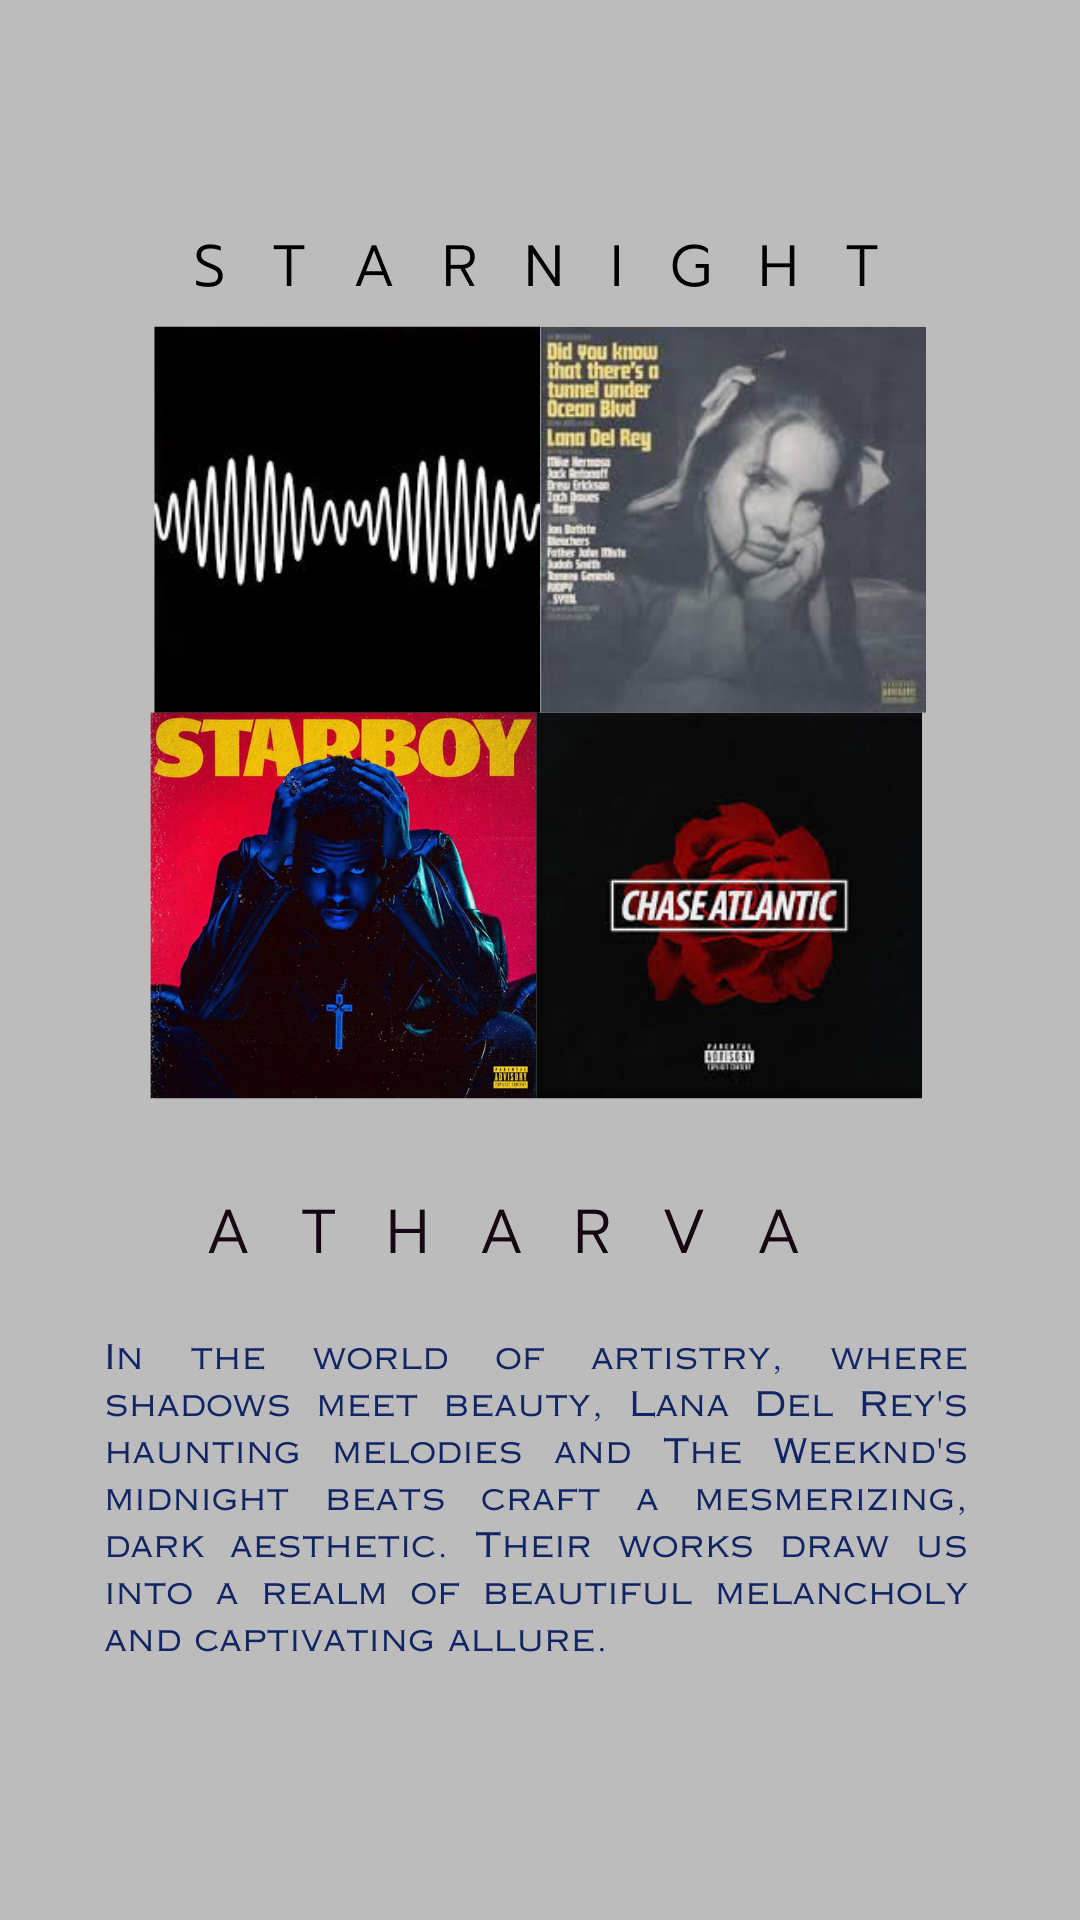 STARNIGHT
Did you know
that there's a
tunnel under
Ocean Blvd
Lana Del Rey
Mike Hermosa
Jack Antonoff
Drew Erickson
Zach Dawes
Benji
Jon Batiste
Bleachers
Father John Misty
Judah Smith
Tommy Genesis
RIOPY
SYML
STARBOY
PARENTAL
ADVISORY
EXPLICIT CONTENT
CHASE ATLANTIC
PARENTAL
ADVISORY
EXPLICIT CONTENT
ATHARVA
IN THE WORLD OF ARTISTRY, WHERE
SHADOWS MEET BEAUTY, LANA DEL REY'S
HAUNTING MELODIES AND THE WEEKND'S
MIDNIGHT BEATS CRAFT A MESMERIZING,
DARK AESTHETIC. THEIR WORKS DRAW US
INTO A REALM OF BEAUTIFUL MELANCHOLY
AND CAPTIVATING ALLURE.